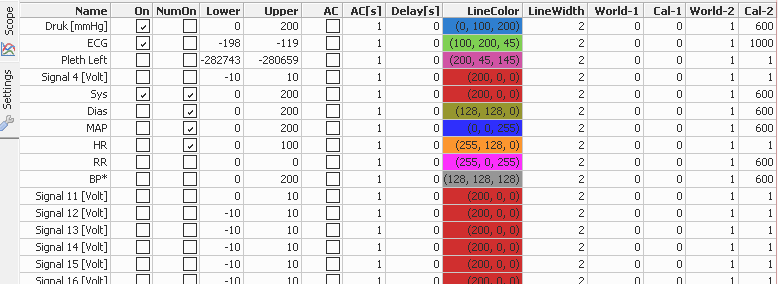 Name On NumOn Lower Upper AC AC[s] Delay[s] LineColor LineWidth World-1 Cal-1 World-2 Cal-2
Druk [mmHg] 0 200 1 0 (0, 100, 200) 2 0 0 1 600
ECG -198 -119 1 0 (100, 200, 45) 2 0 0 1 1000
Pleth Left -282743 -280659 1 0 (200, 45, 145) 2 0 0 1 1
Signal 4 [Volt] -10 10 1 0 (200, 0, 0) 2 0 0 1 1
Sys 0 200 1 0 (200, 0, 0) 2 0 0 1 600
Dias 0 200 1 0 (128, 128, 0) 2 0 0 1 600
MAP 0 200 1 0 (0, 0, 255) 2 0 0 1 600
HR 0 100 1 0 (255, 128, 0) 2 0 0 1 600
RR 0 0 1 0 (255, 0, 255) 2 0 0 1 600
BP* 0 200 1 0 (128, 128, 128) 2 0 0 1 600
Signal 11 [Volt] 0 10 1 0 (200, 0, 0) 2 0 0 1 1
Signal 12 [Volt] -10 10 1 0 (200, 0, 0) 2 0 0 1 1
Signal 13 [Volt] -10 10 1 0 (200, 0, 0) 2 0 0 1 1
Signal 14 [Volt] -10 10 1 0 (200, 0, 0) 2 0 0 1 1
Signal 15 [Volt] -10 10 1 0 (200, 0, 0) 2 0 0 1 1
Signal 16 [Volt] -10 10 1 0 (200, 0, 0) 2 0 0 1 1
Scope
Settings